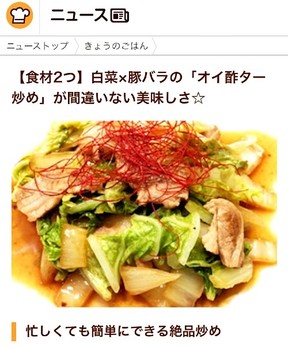 ニュース
ニューストップ
きょうのごはん
【食材2つ】白菜×豚バラの「オイ酢ター
炒め」が間違いない美味しさ☆
忙しくても簡単にできる絶品炒め